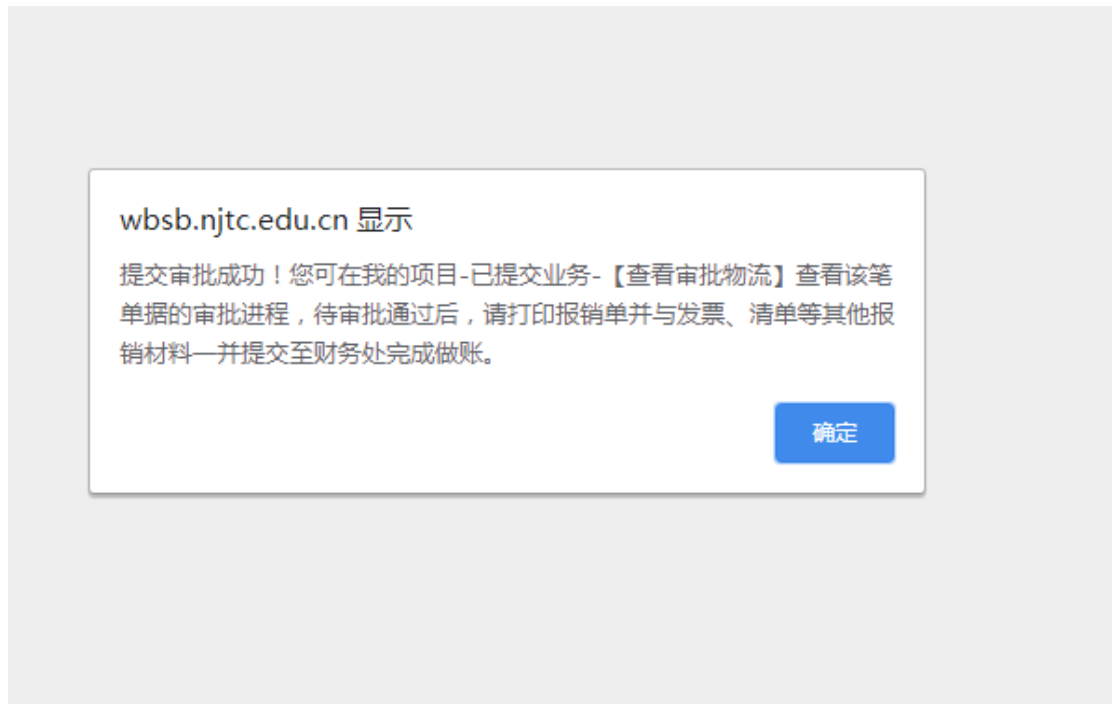 wbsb.njtc.edu.cn 显示
提交审批成功！您可在我的项目-已提交业务-【查看审批物流】查看该笔
单据的审批进程，待审批通过后，请打印报销单并与发票、清单等其他报
销材料一并提交至财务处完成做账。
确定